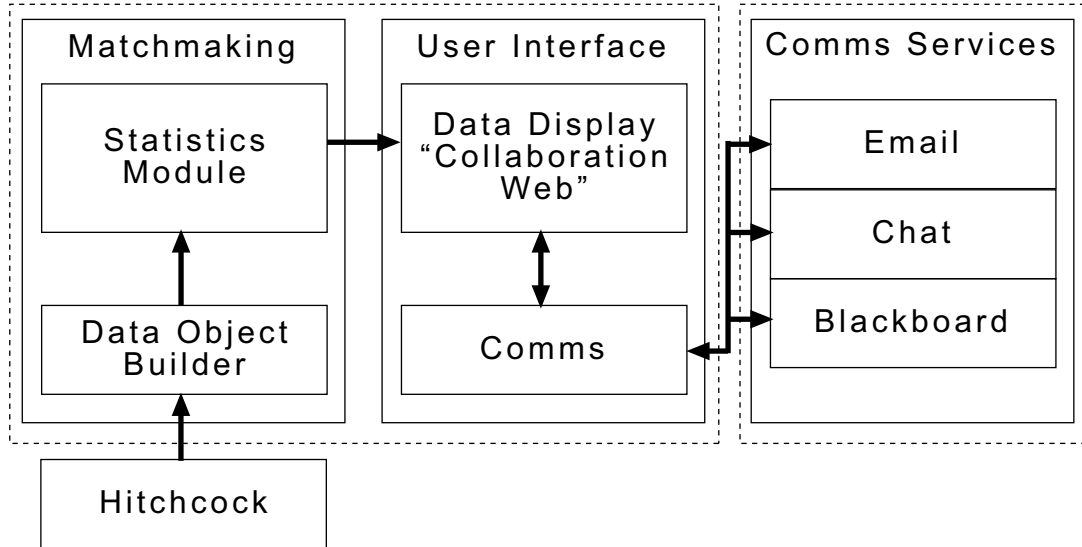 Matchmaking
Statistics
Module
Data Object
Builder
Hitchcock
User Interface
Data Display
“Collaboration
Web”
Comms
Comms Services
Email
Chat
Blackboard